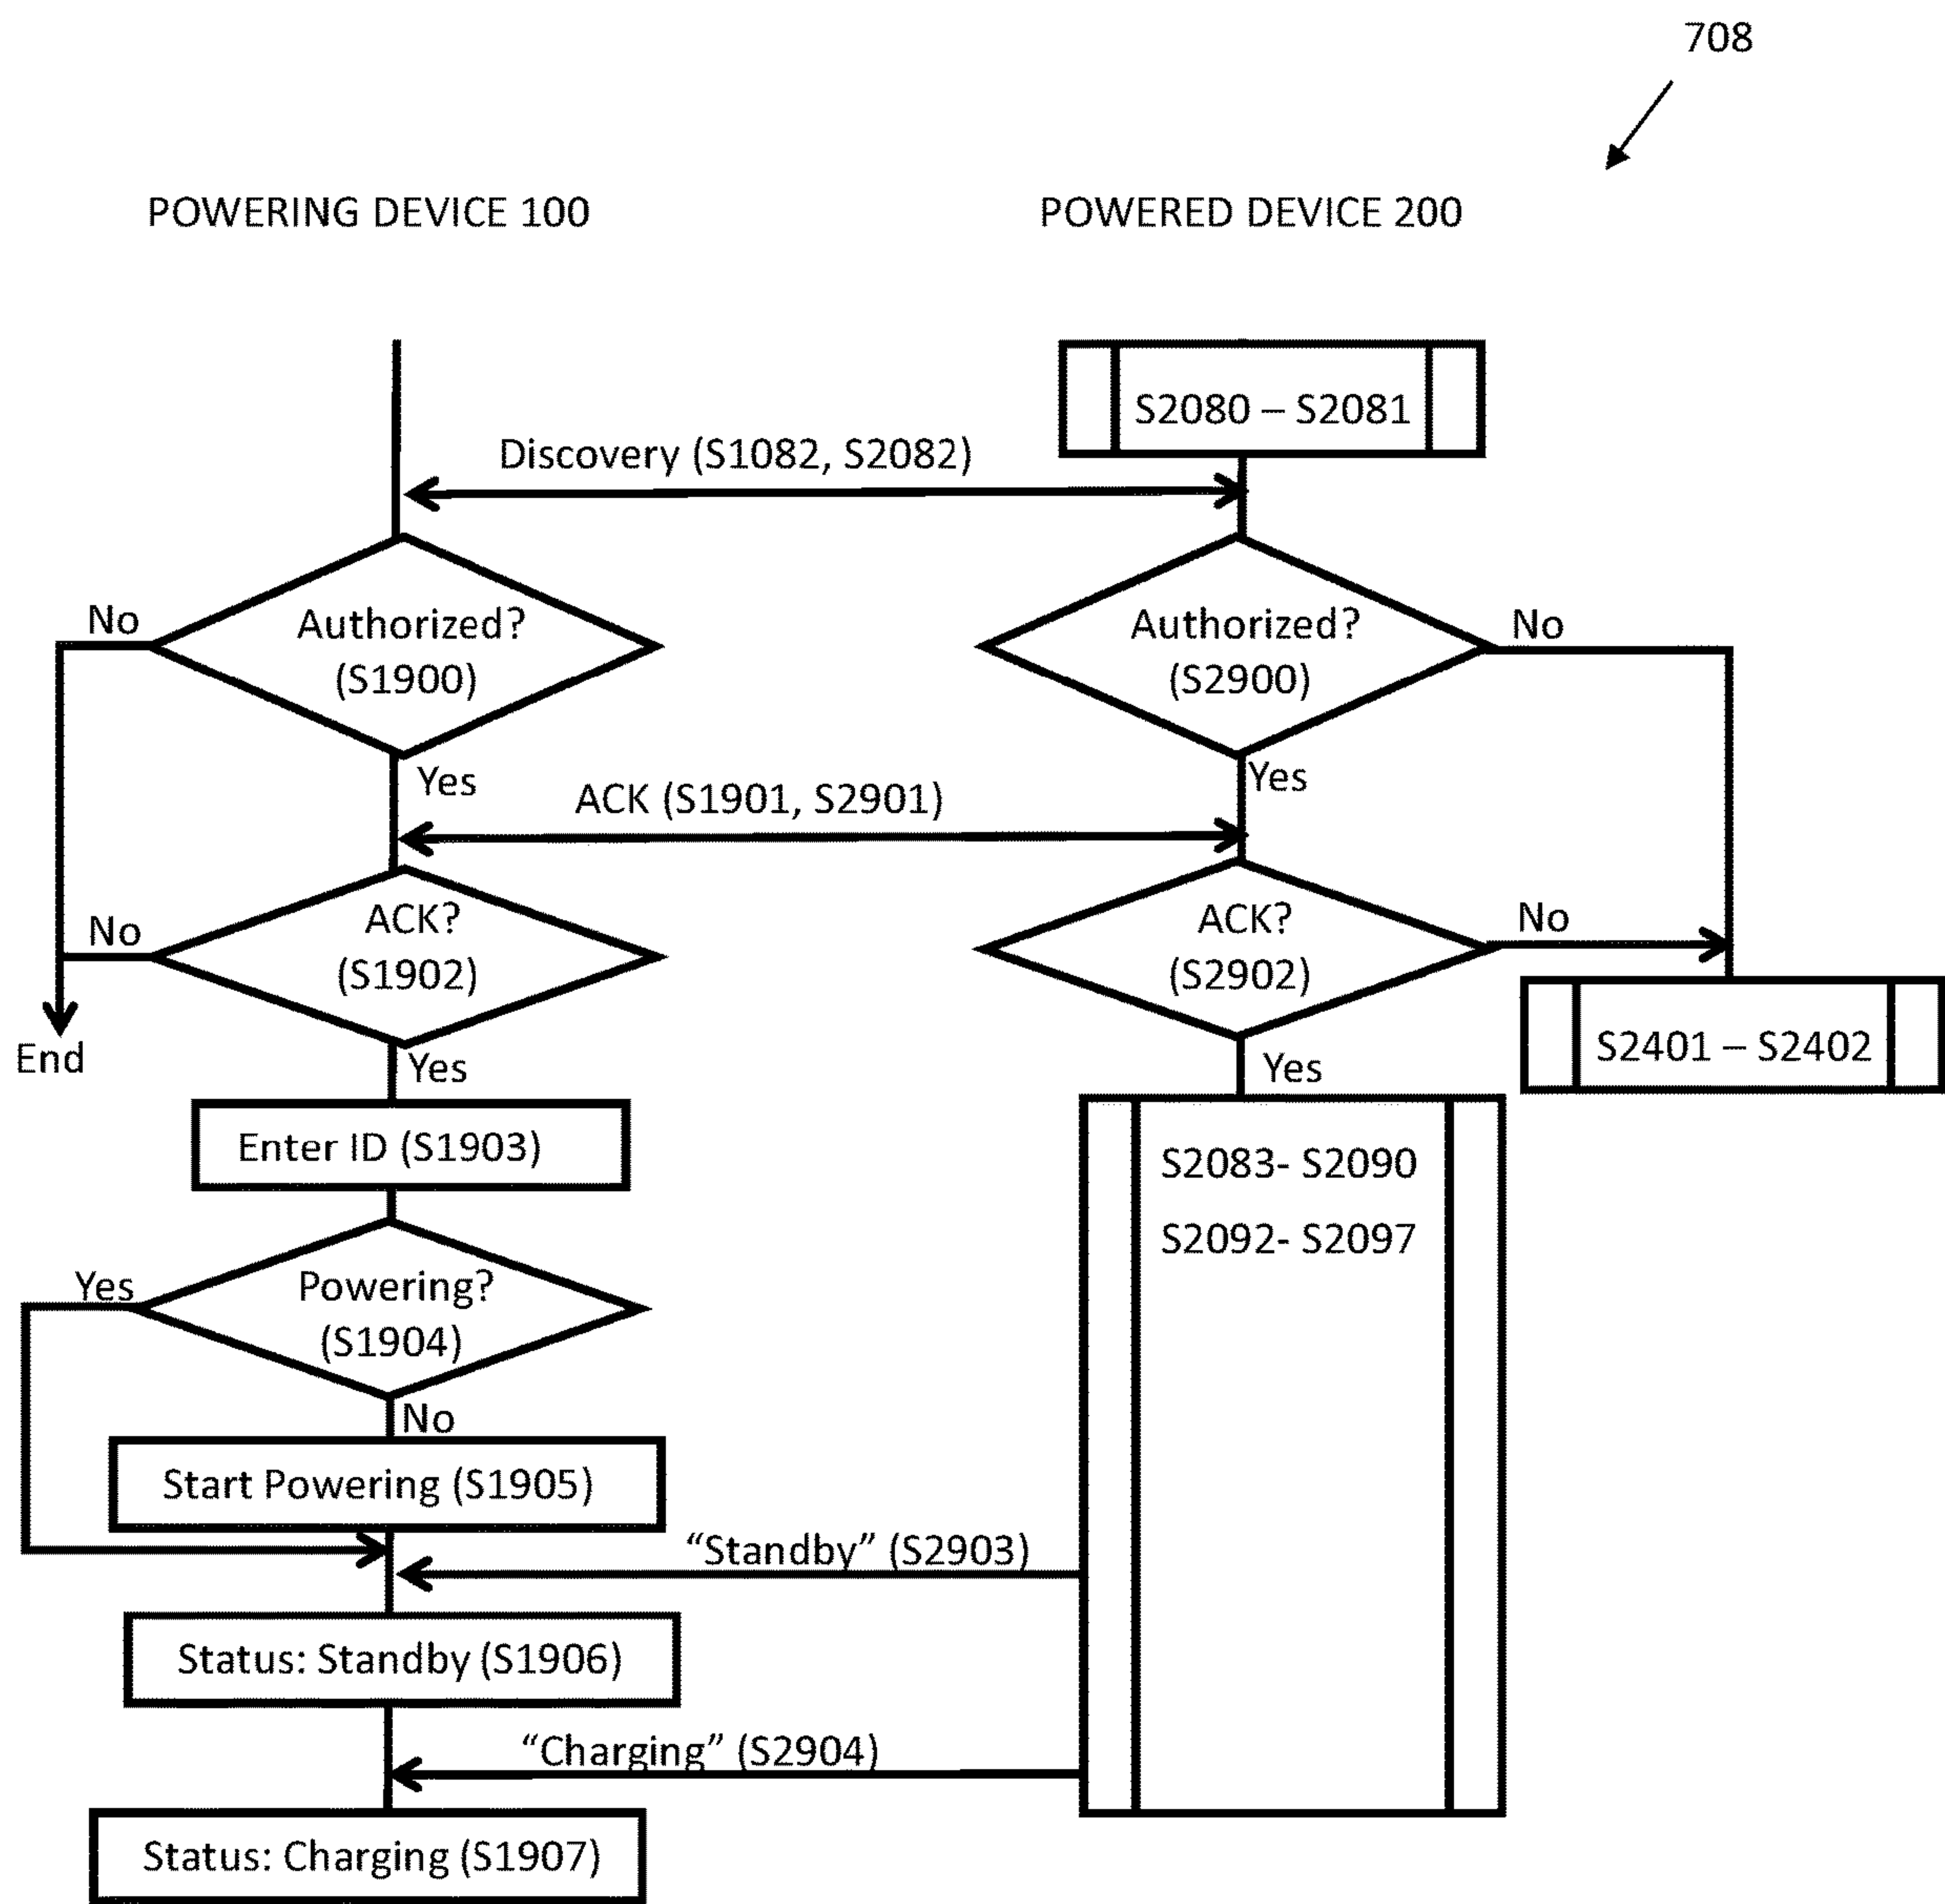 708
POWERING DEVICE 100
POWERED DEVICE 200
S2080 – S2081
Discovery (S1082, S2082)
No
Authorized?
(S1900)
Authorized?
(S2900)
No
Yes
ACK (S1901, S2901)
Yes
No
ACK?
(S1902)
ACK?
(S2902)
No
End
Yes
Yes
S2401 – S2402
Enter ID (S1903)
S2083- S2090
S2092- S2097
Yes
Powering?
(S1904)
No
Start Powering (S1905)
“Standby” (S2903)
Status: Standby (S1906)
“Charging” (S2904)
Status: Charging (S1907)